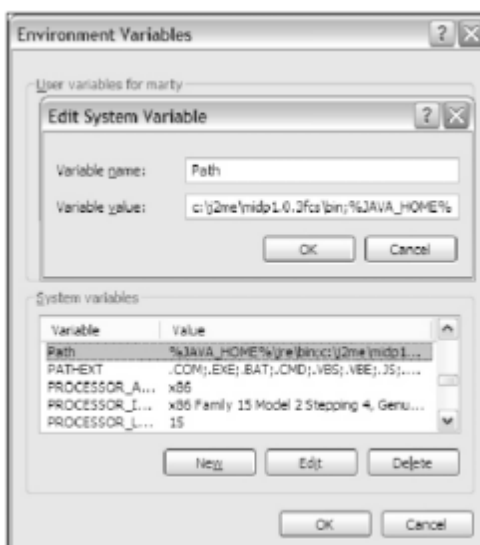 Environment Variables
User variables for marty
Edit System Variable
Variable name: Path
Variable value: c:\j2me\midp1.0.3fcs\bin;%JAVA_HOME%
OK Cancel
System variables
Variable Value
Path %JAVA_HOME%\jre\bin;c:\j2me\midp1...
PATHEXT .COM;.EXE;.BAT;.CMD;.VBS;.VBE;.JS;....
PROCESSOR_A... x86
PROCESSOR_I... x86 Family 15 Model 2 Stepping 4, Genu...
PROCESSOR_L... 15
New Edit Delete
OK Cancel